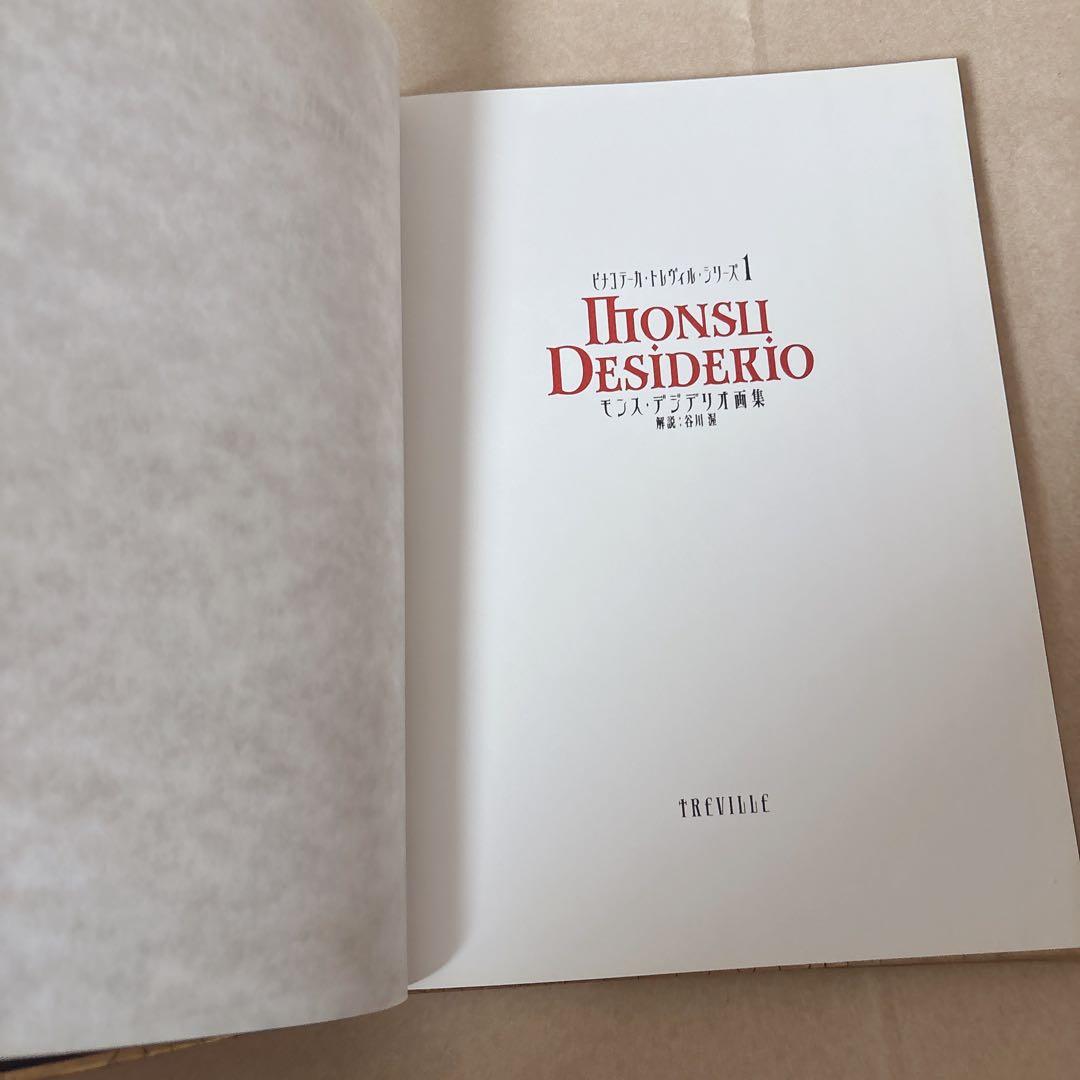 ピナコテーカ・トレヴィル・シリーズ1
MONSU
DESIDERIO
モンス・デジデリオ画集
解説:谷川 渥
TREVILLE